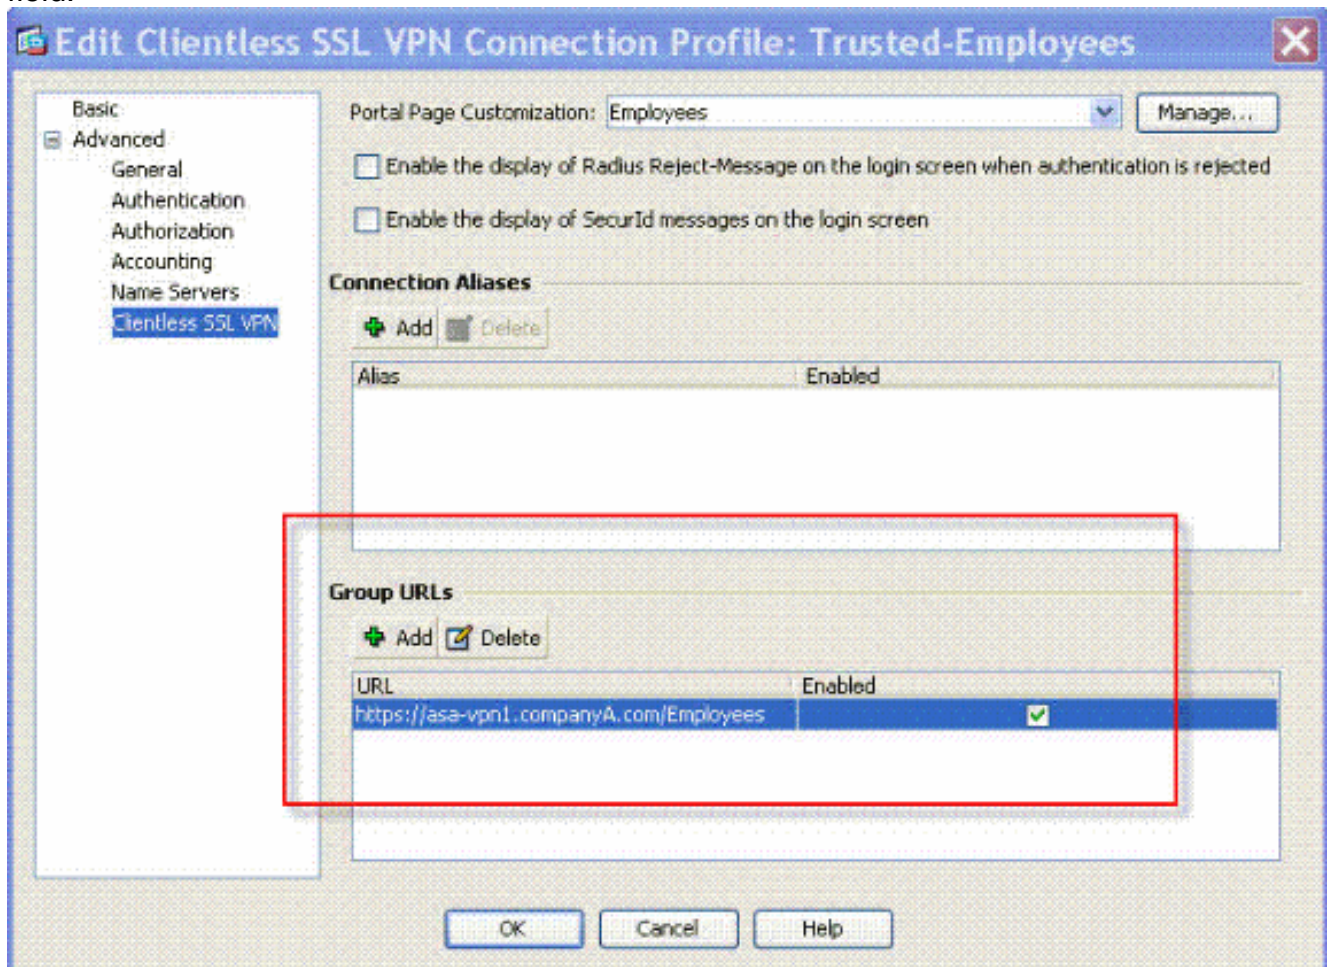 Edit Clientless SSL VPN Connection Profile: Trusted-Employees
Basic
Advanced
General
Authentication
Authorization
Accounting
Name Servers
Clientless SSL VPN
Portal Page Customization: Employees Manage...
Enable the display of Radius Reject-Message on the login screen when authentication is rejected
Enable the display of SecurId messages on the login screen
Connection Aliases
Add Delete
Alias Enabled
Group URLs
Add Delete
URL Enabled
https://asa-vpn1.companyA.com/Employees
OK Cancel Help